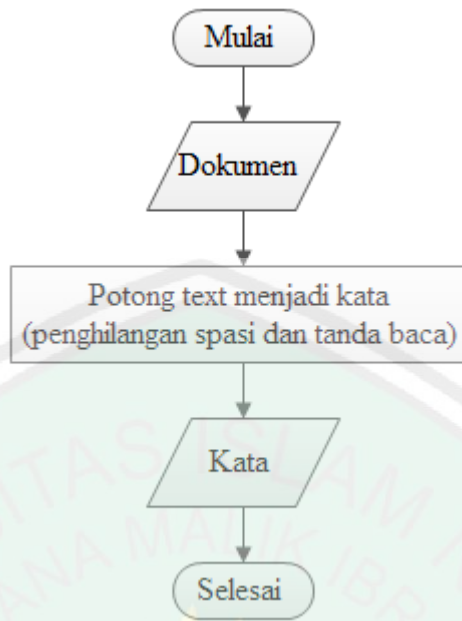 Mulai
Dokumen
Potong text menjadi kata
(penghilangan spasi dan tanda baca)
Kata
Selesai